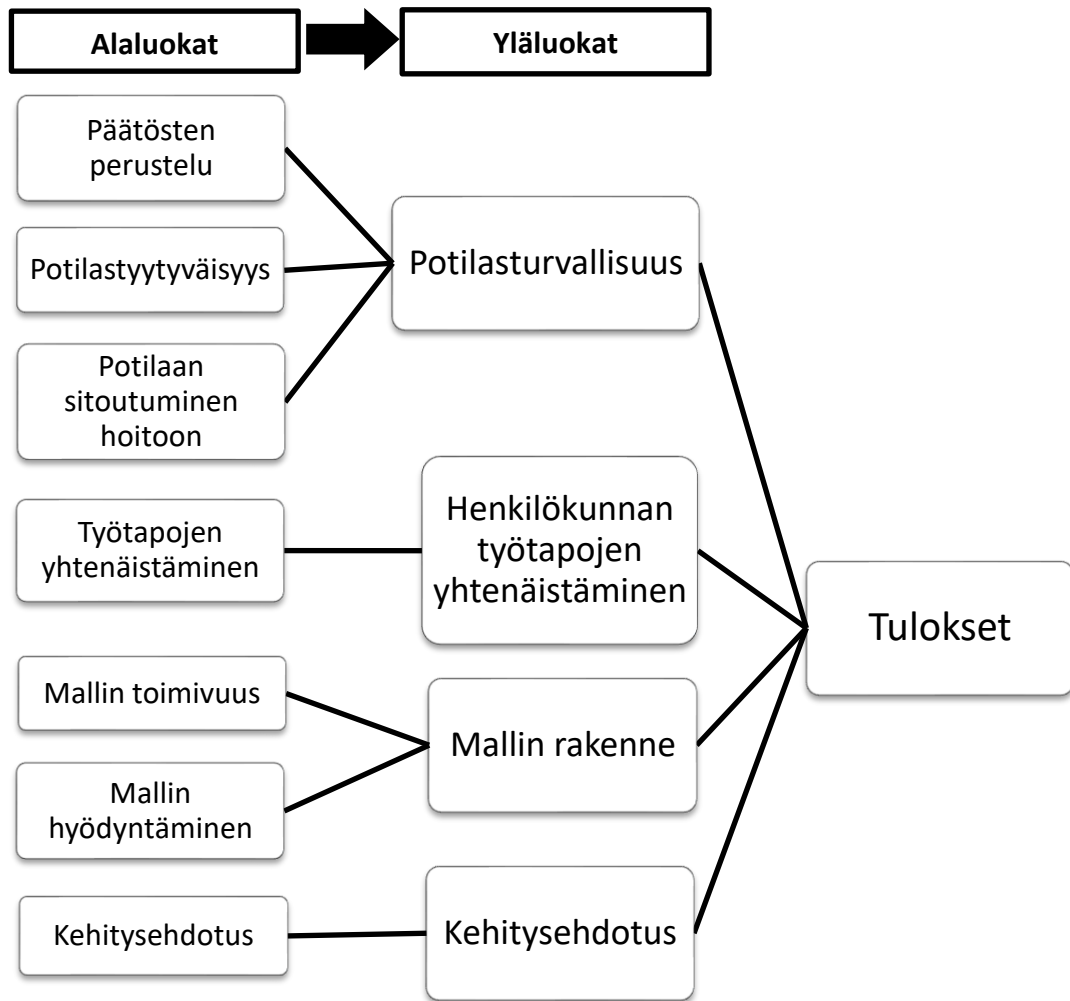 Alaluokat
Yläluokat
Päätösten
perustelu
Potilastyytyväisyys
Potilaan
sitoutuminen
hoitoon
Työtapojen
yhtenäistäminen
Mallin toimivuus
Mallin
hyödyntäminen
Kehitysehdotus
Potilasturvallisuus
Henkilökunnan
työtapojen
yhtenäistäminen
Mallin rakenne
Kehitysehdotus
Tulokset